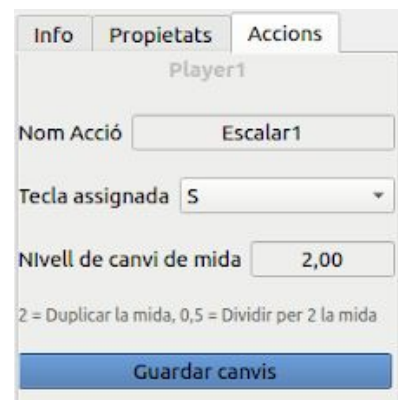 Info Propietats Accions
Player1
Nom Acció Escalar1
Tecla assignada S
NIvell de canvi de mida 2,00
2 = Duplicar la mida, 0,5 = Dividir per 2 la mida
Guardar canvis